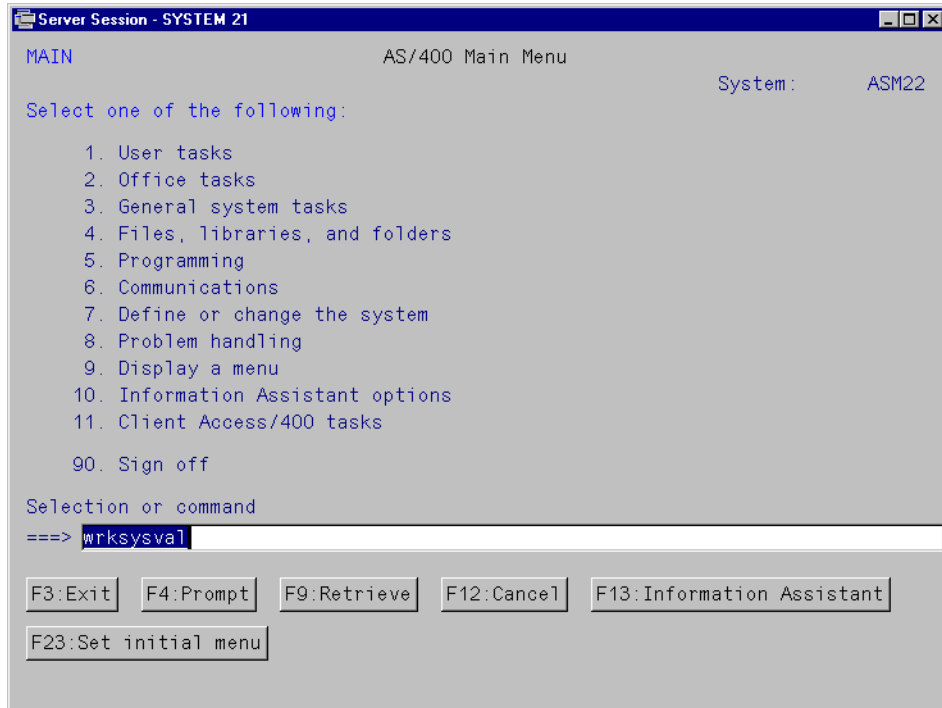 Server Session - SYSTEM 21
MAIN AS/400 Main Menu
System: ASM22
Select one of the following:
1. User tasks
2. Office tasks
3. General system tasks
4. Files, libraries, and folders
5. Programming
6. Communications
7. Define or change the system
8. Problem handling
9. Display a menu
10. Information Assistant options
11. Client Access/400 tasks
90. Sign off
Selection or command
===> wrksysval
F3:Exit F4:Prompt F9:Retrieve F12:Cancel F13:Information Assistant
F23:Set initial menu